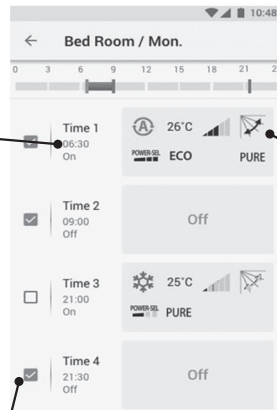 10:48
Bed Room / Mon.
0 3 6 9 12 15 18 21 2
Time 1
06:30
On
A 26°C
POWER-SEL ECO PURE
Time 2
09:00
Off
Off
Time 3
21:00
On
25°C
POWER-SEL PURE
Time 4
21:30
Off
Off